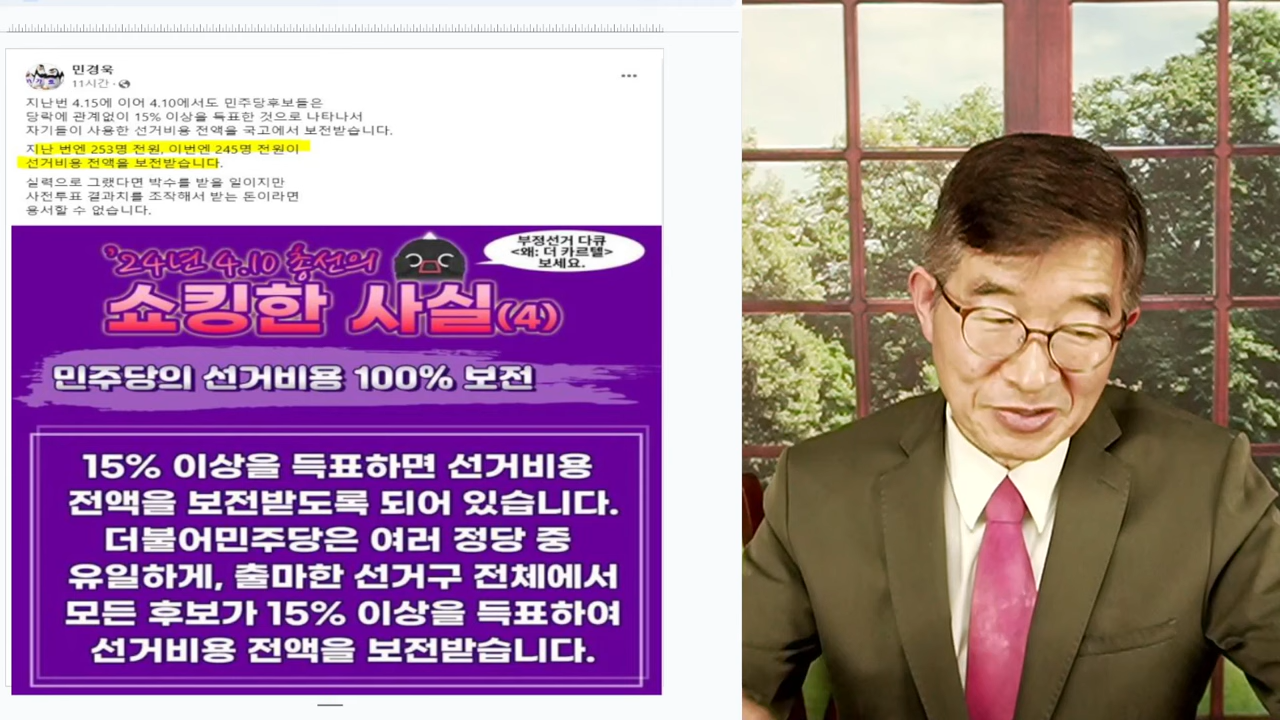 민경욱
11시간 ·
지난번 4.15에 이어 4.10에서도 민주당후보들은
당락에 관계없이 15% 이상을 득표한 것으로 나타나서
자기들이 사용한 선거비용 전액을 국고에서 보전받습니다.
지난 번엔 253명 전원, 이번엔 245명 전원이
선거비용 전액을 보전받습니다.
실력으로 그랬다면 박수를 받을 일이지만
사전투표 결과치를 조작해서 받는 돈이라면
용서할 수 없습니다.
부정선거 다큐
<왜: 더 카르텔>
보세요.
'24년 4.10 총선의
쇼킹한 사실(4)
민주당의 선거비용 100% 보전
15% 이상을 득표하면 선거비용
전액을 보전받도록 되어 있습니다.
더불어민주당은 여러 정당 중
유일하게, 출마한 선거구 전체에서
모든 후보가 15% 이상을 득표하여
선거비용 전액을 보전받습니다.